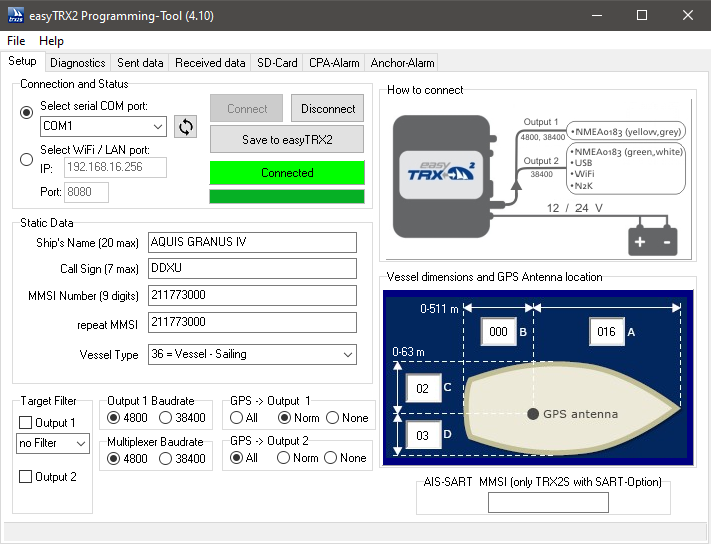 easyTRX2 Programming-Tool (4.10)
File Help
Setup Diagnostics Sent data Received data SD-Card CPA-Alarm Anchor-Alarm
Connection and Status
Select serial COM port:
COM1
Connect Disconnect
Save to easyTRX2
Select WiFi / LAN port:
IP: 192.168.16.256
Port: 8080
Connected
How to connect
easy
TRX 2
Output 1
4800, 38400
•NMEA0183 (yellow,grey)
Output 2
38400
•NMEA0183 (green,white)
•USB
•WiFi
•N2K
12 / 24 V
+ -
Static Data
Ship's Name (20 max) AQUIS GRANUS IV
Call Sign (7 max) DDXU
MMSI Number (9 digits) 211773000
repeat MMSI 211773000
Vessel Type 36 = Vessel - Sailing
Vessel dimensions and GPS Antenna location
0-511 m
000 B 016 A
0-63 m
02 C
GPS antenna
03 D
Target Filter
Output 1
no Filter
Output 2
Output 1 Baudrate
4800 38400
Multiplexer Baudrate
4800 38400
GPS -> Output 1
All Norm None
GPS -> Output 2
All Norm None
AIS-SART MMSI (only TRX2S with SART-Option)